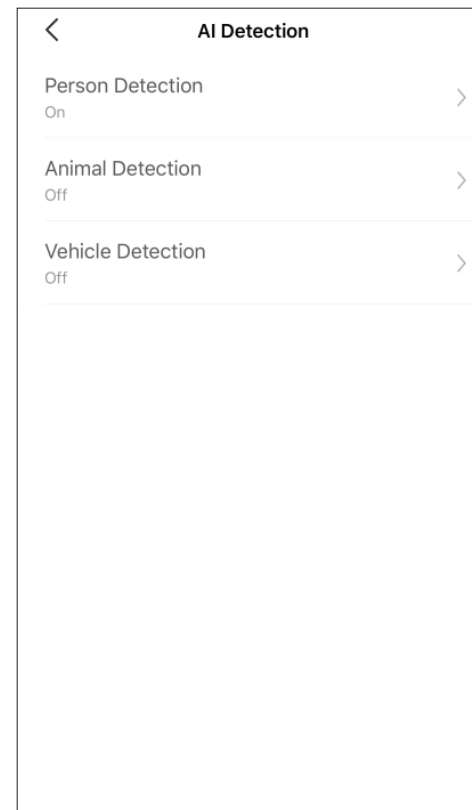 AI Detection
Person Detection
On
Animal Detection
Off
Vehicle Detection
Off